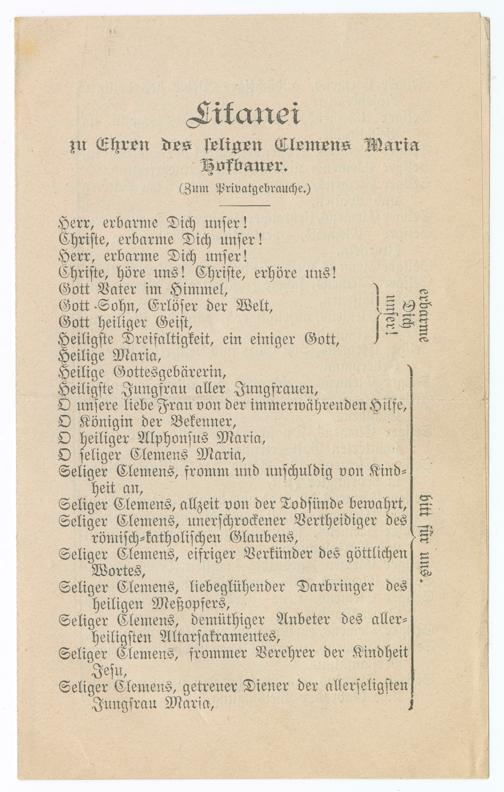 Litanei
zu Ehren des seligen Clemens Maria
Hofbauer.
(Zum Privatgebrauche.)
Herr, erbarme Dich unser!
Christe, erbarme Dich unser!
Herr, erbarme Dich unser!
Christe, höre uns! Christe, erhöre uns!
Gott Vater im Himmel,
Gott Sohn, Erlöser der Welt,
Gott heiliger Geist,
Heiligste Dreifaltigkeit, ein einiger Gott,
erbarme
Dich
unser!
Heilige Maria,
Heilige Gottesgebärerin,
Heiligste Jungfrau aller Jungfrauen,
O unsere liebe Frau von der immerwährenden Hilfe,
O Königin der Bekenner,
O heiliger Alphonsus Maria,
O seliger Clemens Maria,
Seliger Clemens, fromm und unschuldig von Kind-
heit an,
Seliger Clemens, allzeit von der Todsünde bewahrt,
Seliger Clemens, unerschrockener Vertheidiger des
römisch-katholischen Glaubens,
Seliger Clemens, eifriger Verkünder des göttlichen
Wortes,
Seliger Clemens, liebeglühender Darbringer des
heiligen Meßopfers,
Seliger Clemens, demüthiger Anbeter des aller-
heiligsten Altarsakramentes,
Seliger Clemens, frommer Verehrer der Kindheit
Jesu,
Seliger Clemens, getreuer Diener der allerseligsten
Jungfrau Maria,
bitt für uns.